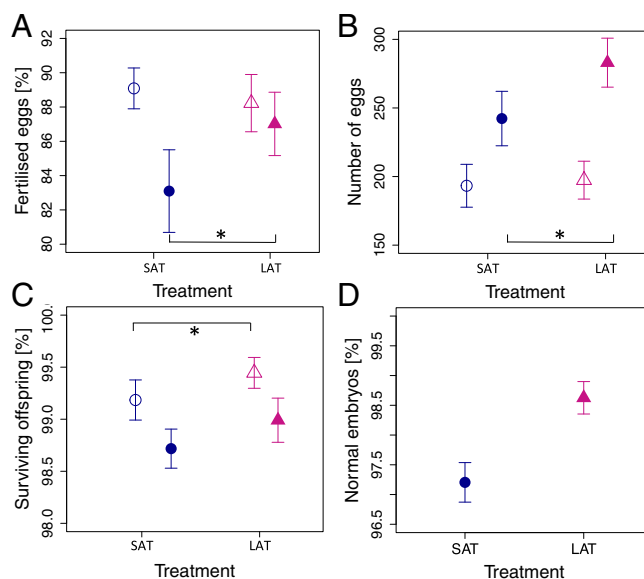 A
Fertilised eggs [%]
92
90
88
86
84
82
80
*
SAT
LAT
Treatment
B
Number of eggs
300
250
200
150
*
SAT
LAT
Treatment
C
Surviving offspring [%]
100.
99.5
99.0
98.5
98.0
*
SAT
LAT
Treatment
D
Normal embryos [%]
99.5
98.5
97.5
96.5
SAT
LAT
Treatment